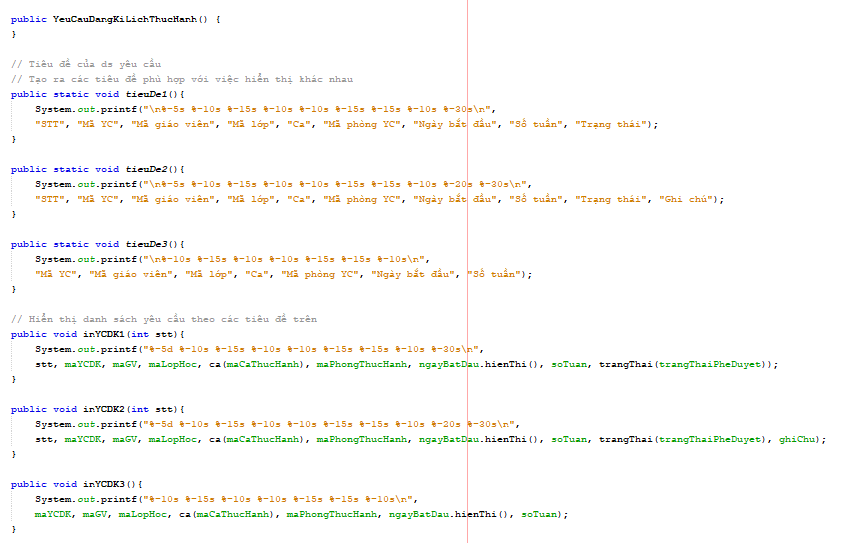 public YeuCauDangKiLichThucHanh() {
}
// Tiêu đề của ds yêu cầu
// Tạo ra các tiêu đề phù hợp với việc hiển thị khác nhau
public static void tieuDe1(){
System.out.printf("\n%-5s %-10s %-15s %-10s %-10s %-15s %-15s %-10s %-30s\n",
"STT", "Mã YC", "Mã giáo viên", "Mã lớp", "Ca", "Mã phòng YC", "Ngày bắt đầu", "Số tuần", "Trạng thái");
}
public static void tieuDe2(){
System.out.printf("\n%-5s %-10s %-15s %-10s %-10s %-15s %-15s %-10s %-20s %-30s\n",
"STT", "Mã YC", "Mã giáo viên", "Mã lớp", "Ca", "Mã phòng YC", "Ngày bắt đầu", "Số tuần", "Trạng thái", "Ghi chú");
}
public static void tieuDe3(){
System.out.printf("\n%-10s %-15s %-10s %-10s %-15s %-15s %-10s\n",
"Mã YC", "Mã giáo viên", "Mã lớp", "Ca", "Mã phòng YC", "Ngày bắt đầu", "Số tuần");
}
// Hiển thị danh sách yêu cầu theo các tiêu đề trên
public void inYCDK1(int stt){
System.out.printf("%-5d %-10s %-15s %-10s %-10s %-15s %-15s %-10s %-30s\n",
stt, maYCDK, maGV, maLopHoc, ca(maCaThucHanh), maPhongThucHanh, ngayBatDau.hienThi(), soTuan, trangThai(trangThaiPheDuyet));
}
public void inYCDK2(int stt){
System.out.printf("%-5d %-10s %-15s %-10s %-10s %-15s %-15s %-10s %-20s %-30s\n",
stt, maYCDK, maGV, maLopHoc, ca(maCaThucHanh), maPhongThucHanh, ngayBatDau.hienThi(), soTuan, trangThai(trangThaiPheDuyet), ghiChu);
}
public void inYCDK3(){
System.out.printf("%-10s %-15s %-10s %-10s %-15s %-15s %-10s\n",
maYCDK, maGV, maLopHoc, ca(maCaThucHanh), maPhongThucHanh, ngayBatDau.hienThi(), soTuan);
}